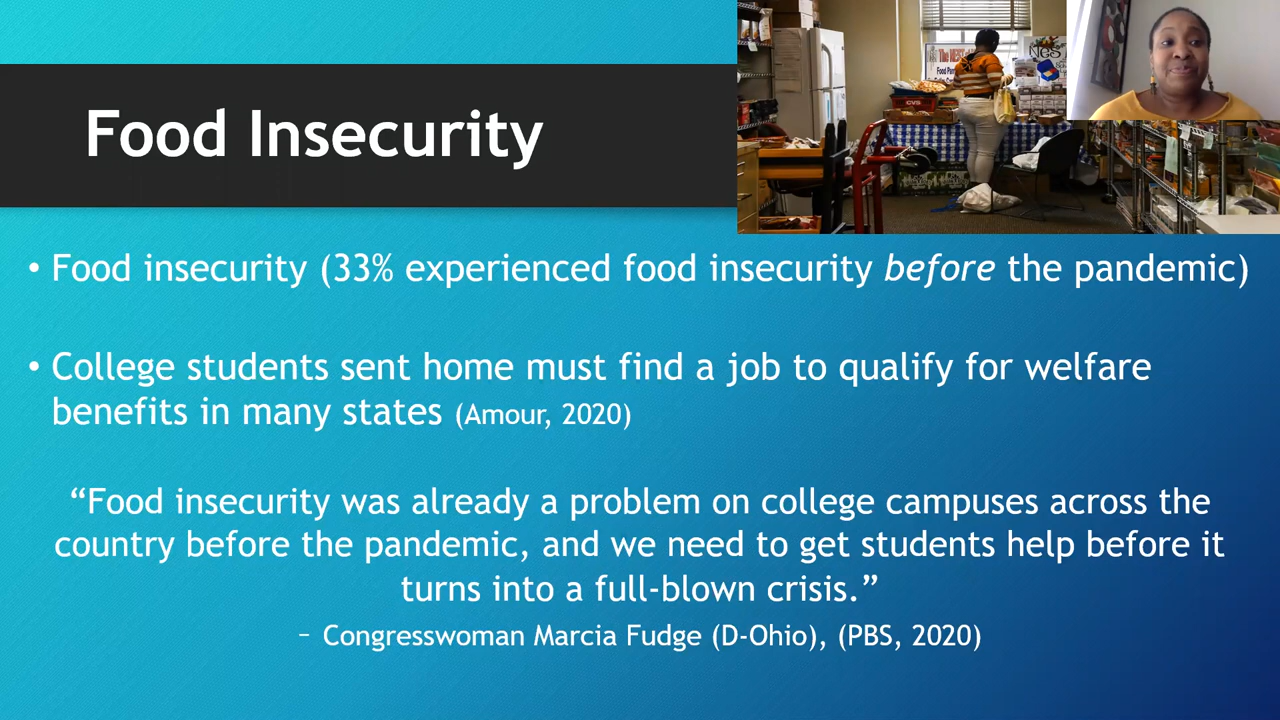 Food Insecurity
• Food insecurity (33% experienced food insecurity before the pandemic)
• College students sent home must find a job to qualify for welfare
benefits in many states (Amour, 2020)
“Food insecurity was already a problem on college campuses across the
country before the pandemic, and we need to get students help before it
turns into a full-blown crisis.”
– Congresswoman Marcia Fudge (D-Ohio), (PBS, 2020)
The NEST
CVS